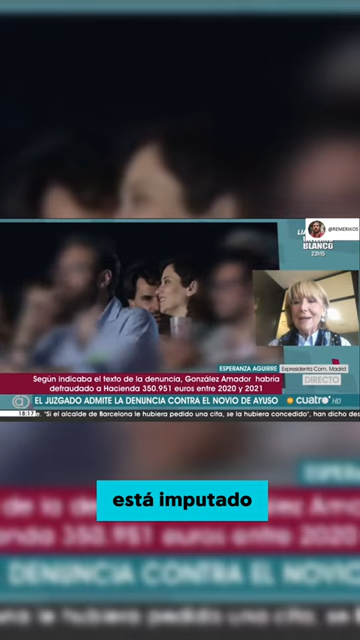 @REMERIKOS
BLANCO
23h15
ESPERANZA AGUIRRE Expresidenta Com. Madrid
Según indicaba el texto de la denuncia, González Amador habría
defraudado a Hacienda 350.951 euros entre 2020 y 2021
DIRECTO
EL JUZGADO ADMITE LA DENUNCIA CONTRA EL NOVIO DE AYUSO
cuatro HD
18:17 e. "Si el alcalde de Barcelona le hubiera pedido una cita, se la hubiera concedido", han dicho des
está imputado